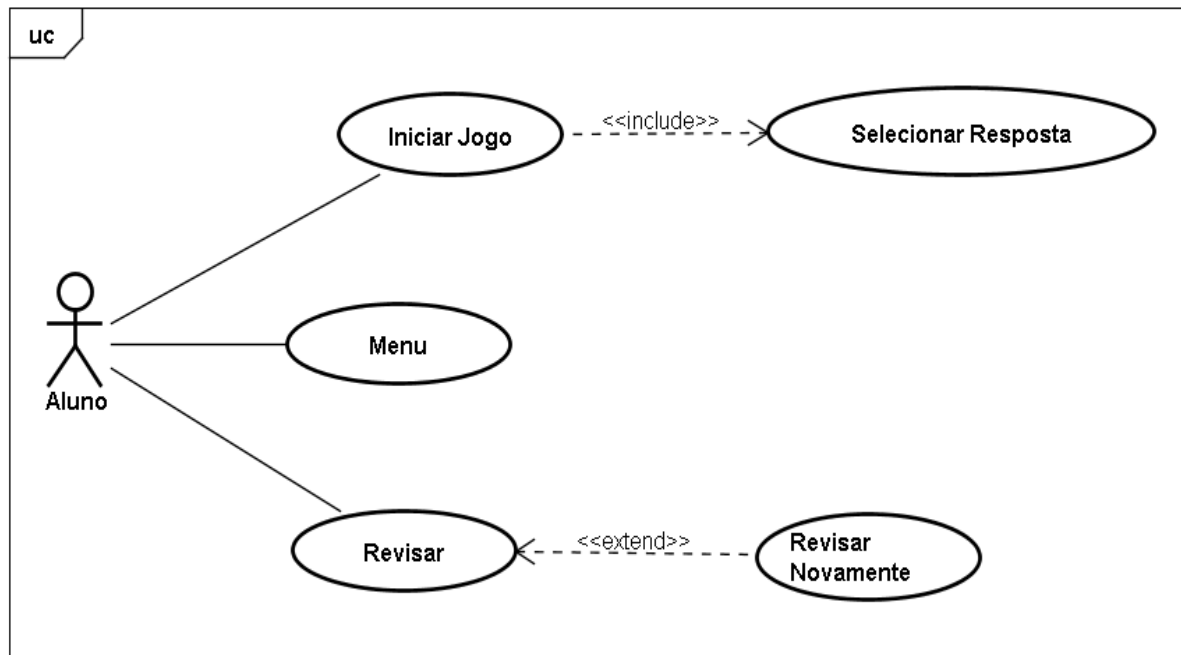 uc
Iniciar Jogo
<<include>>
Selecionar Resposta
Menu
Aluno
Revisar
<<extend>>
Revisar
Novamente